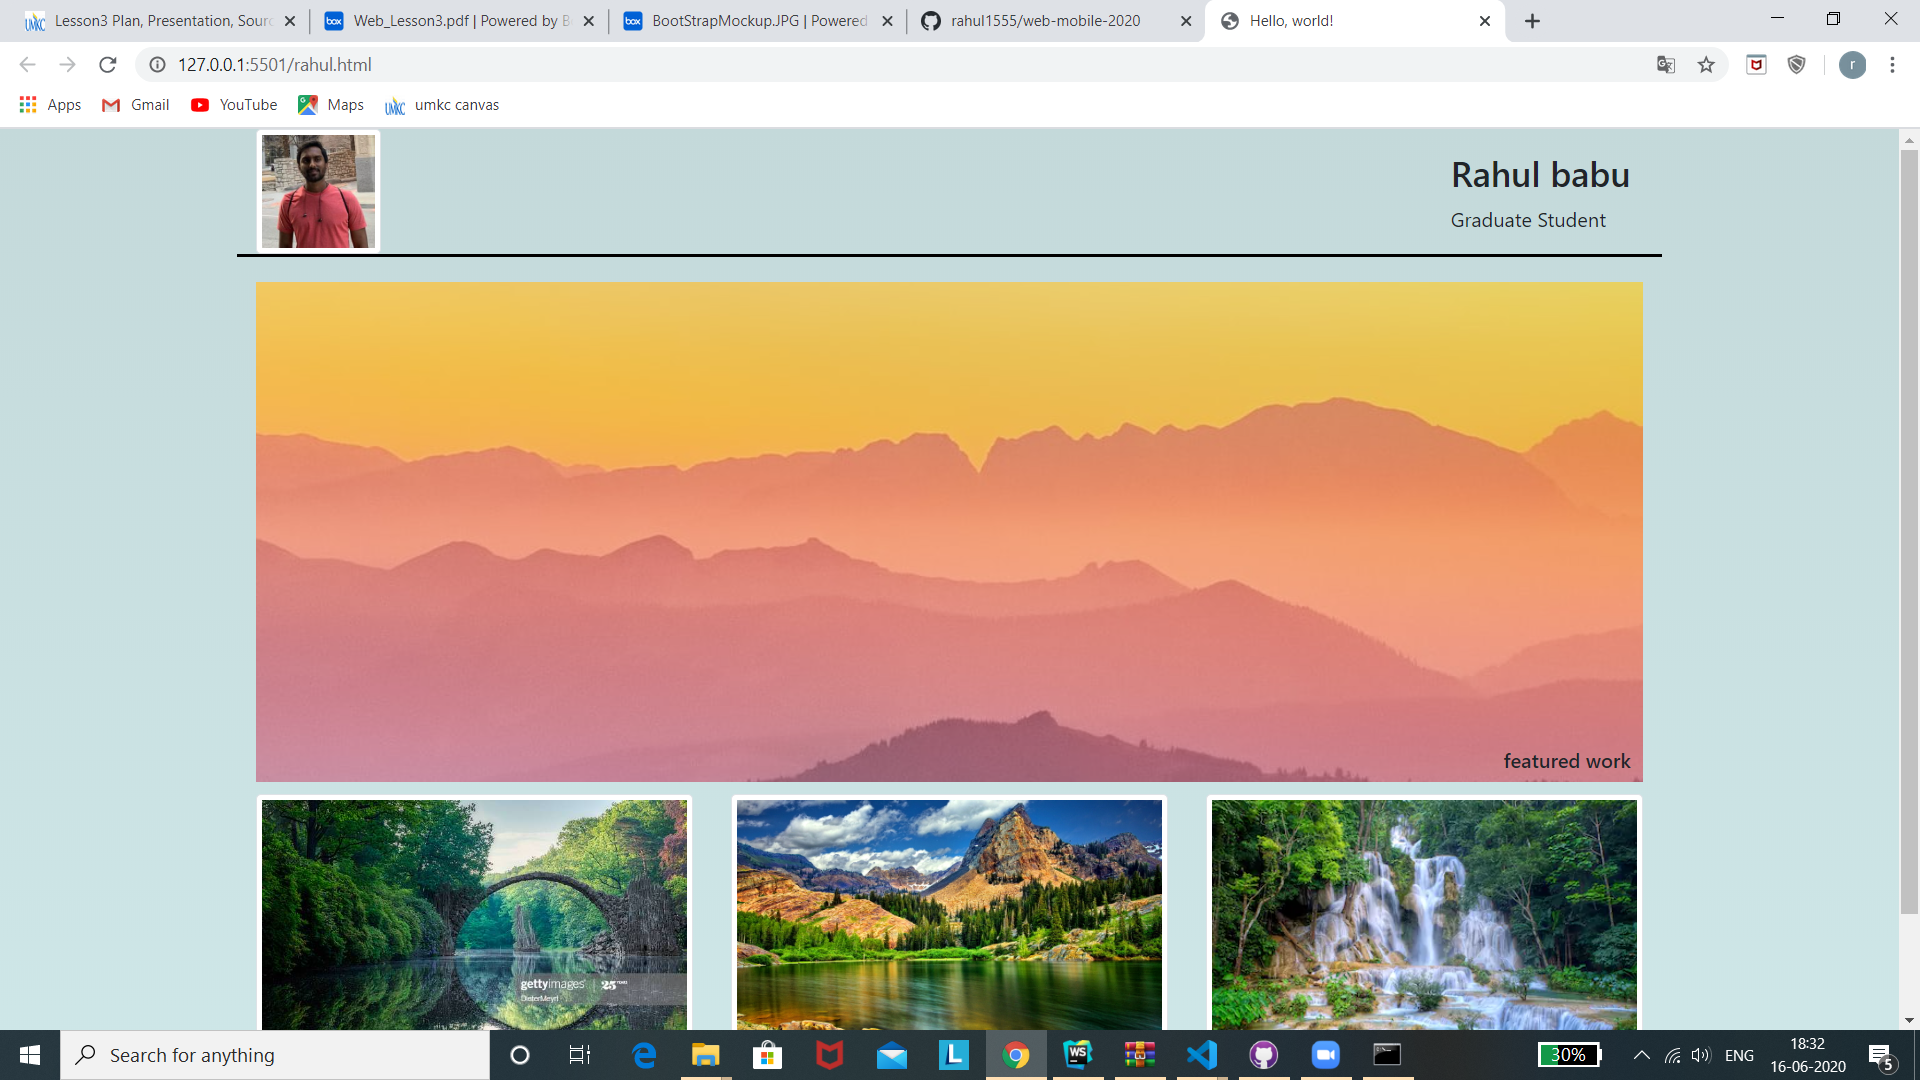 Lesson3 Plan, Presentation, Sourc
Web_Lesson3.pdf | Powered by B
BootStrapMockup.JPG | Powered
rahul1555/web-mobile-2020
Hello, world!
127.0.0.1:5501/rahul.html
r
Apps
Gmail
YouTube
Maps
UMKC
umkc canvas
Rahul babu
Graduate Student
featured work
gettyimages
25
DieterMeyrl
Search for anything
L
WS
30%
ENG
18:32
16-06-2020
5